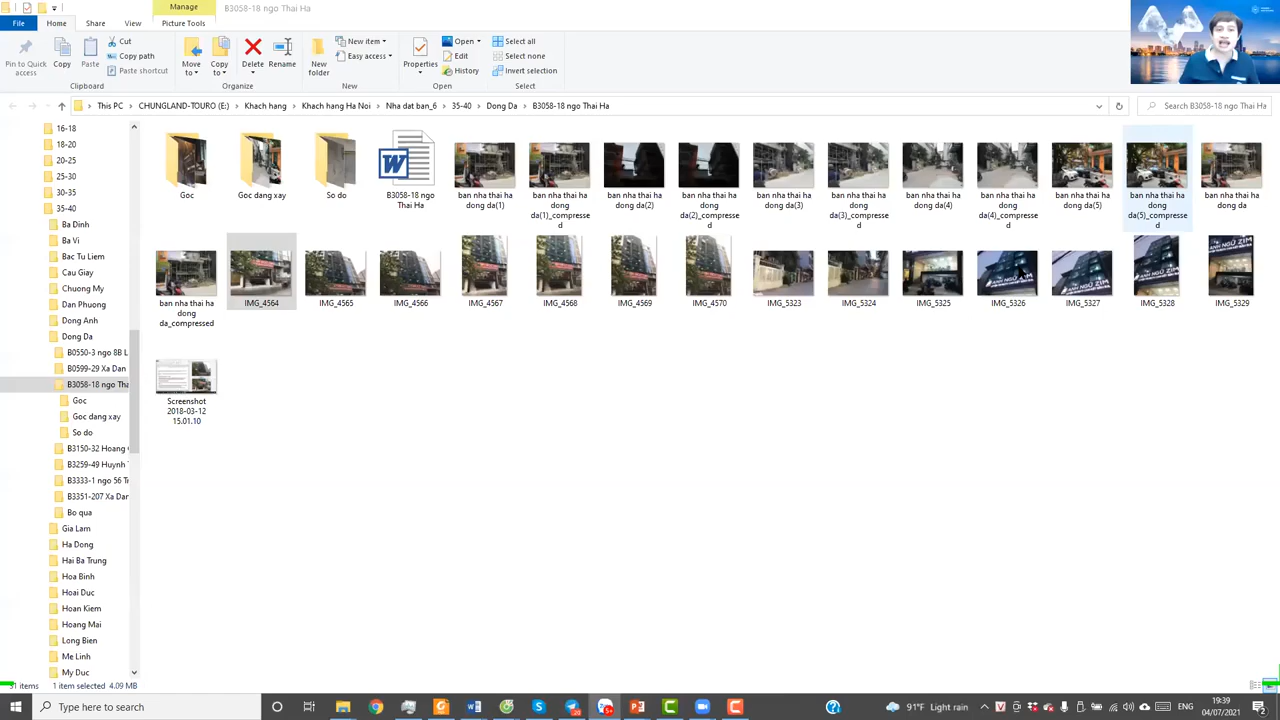 Manage
B3058-18 ngo Thai Ha
File
Home
Share
View
Picture Tools
Pin to Quick access
Copy
Paste
Cut
Copy path
Paste shortcut
Clipboard
Move to
Copy to
Delete
Rename
Organize
New folder
New item
Easy access
New
Properties
Open
Edit
History
Open
Select all
Select none
Invert selection
Select
This PC
CHUNGLAND-TOURO (E:)
Khach hang
Khach hang Ha Noi
Nha dat ban_6
35-40
Dong Da
B3058-18 ngo Thai Ha
Search B3058-18 ngo Thai Ha
16-18
18-20
20-25
25-30
30-35
35-40
Ba Dinh
Ba Vi
Bac Tu Liem
Cau Giay
Chuong My
Dan Phuong
Dong Anh
Dong Da
B0550-3 ngo 8B L
B0599-29 Xa Dan
B3058-18 ngo Tha
Goc
Goc dang xay
So do
B3150-32 Hoang
B3259-49 Huynh
B3333-1 ngo 56 Tr
B3351-207 Xa Dan
Bo qua
Gia Lam
Ha Dong
Hai Ba Trung
Hoa Binh
Hoai Duc
Hoan Kiem
Hoang Mai
Long Bien
Me Linh
My Duc
Goc
Goc dang xay
So do
B3058-18 ngo
Thai Ha
ban nha thai ha
dong da(1)
ban nha thai ha
dong
da(1)_compresse
d
ban nha thai ha
dong da(2)
ban nha thai ha
dong
da(2)_compresse
d
ban nha thai ha
dong da(3)
ban nha thai ha
dong
da(3)_compresse
d
ban nha thai ha
dong da(4)
ban nha thai ha
dong
da(4)_compresse
d
ban nha thai ha
dong da(5)
ban nha thai ha
dong
da(5)_compresse
d
ban nha thai ha
dong da
ban nha thai ha
dong
da_compressed
IMG_4564
IMG_4565
IMG_4566
IMG_4567
IMG_4568
IMG_4569
IMG_4570
IMG_5323
IMG_5324
IMG_5325
IMG_5326
IMG_5327
IMG_5328
IMG_5329
ANH NGỮ ZIM
ANH NGỮ ZIM
Screenshot
2018-03-12
15.01.10
31 items
1 item selected 4.09 MB
Type here to search
91°F Light rain
ENG
19:39
04/07/2021